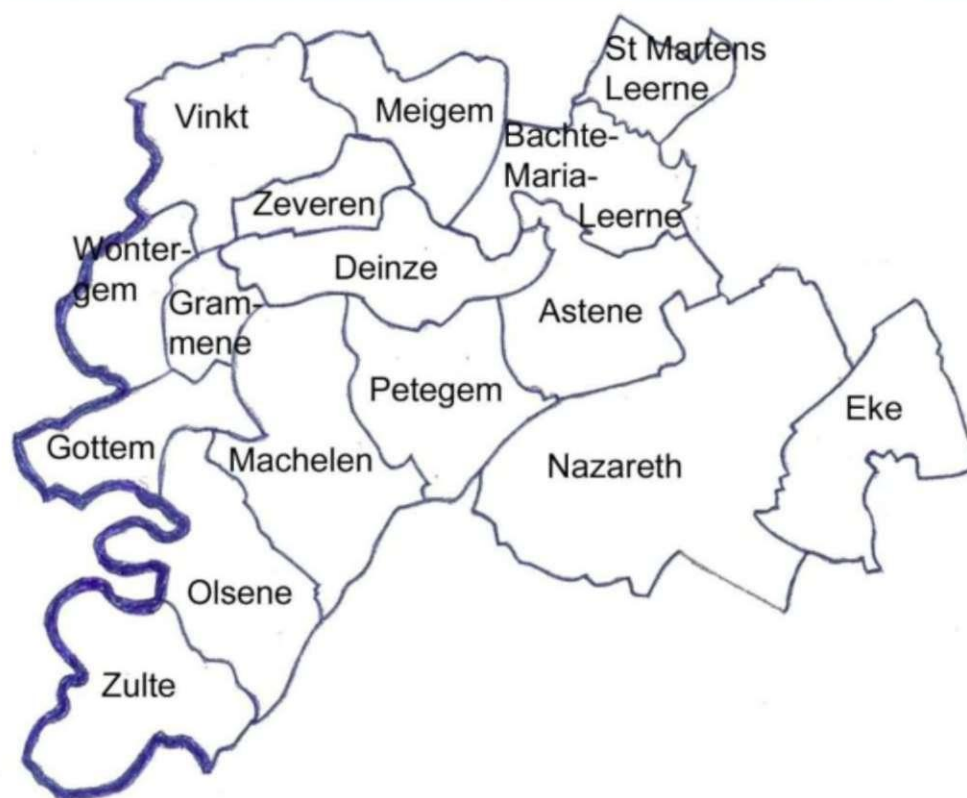 St Martens
Leerne
Vinkt
Meigem
Bachte-
Maria-
Leerne
Zeveren
Wonter-
gem
Deinze
Gram-
mene
Astene
Petegem
Eke
Gottem
Machelen
Nazareth
Olsene
Zulte